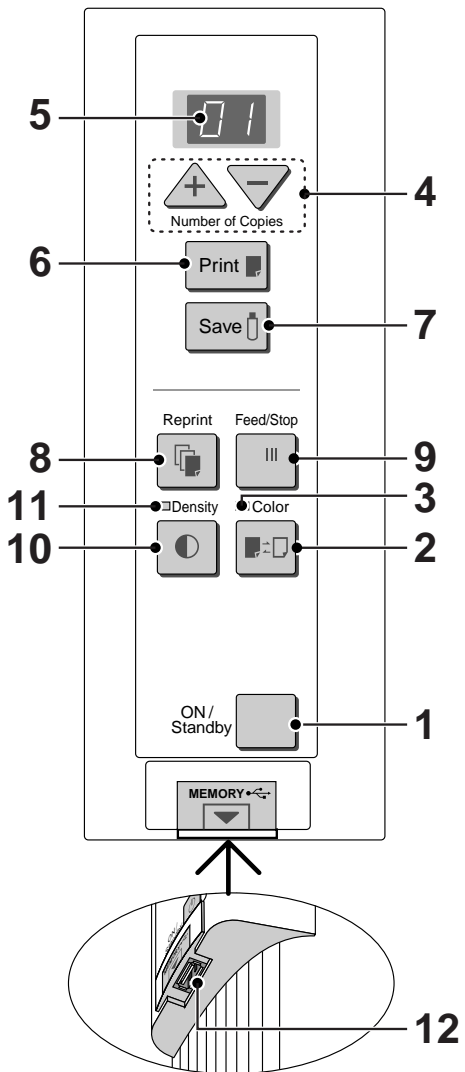 5
01
4
Number of Copies
6
Print
Save
7
Reprint
Feed/Stop
8
9
11
Density
3
Color
10
2
ON/
Standby
1
MEMORY
12